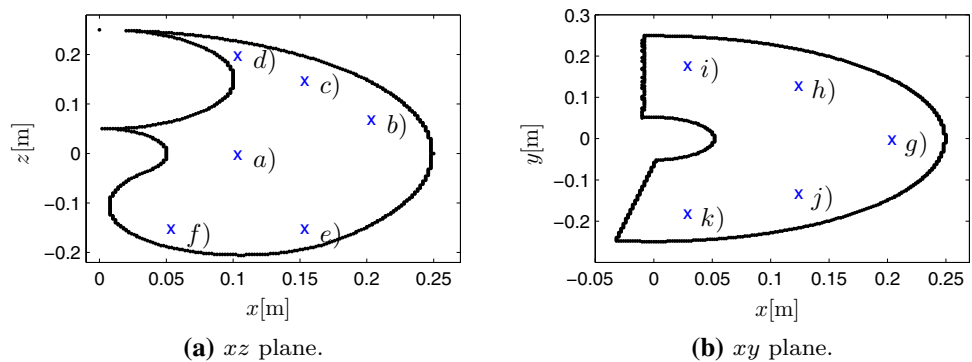 0.2
0.1
0
−0.1
−0.2
z[m]
d)
c)
b)
a)
e)
f)
0
0.05
0.1
0.15
0.2
0.25
x[m]
(a) xz plane.
0.3
0.2
0.1
0
−0.1
−0.2
−0.3
y[m]
i)
h)
g)
j)
k)
−0.05
0
0.05
0.1
0.15
0.2
0.25
x[m]
(b) xy plane.